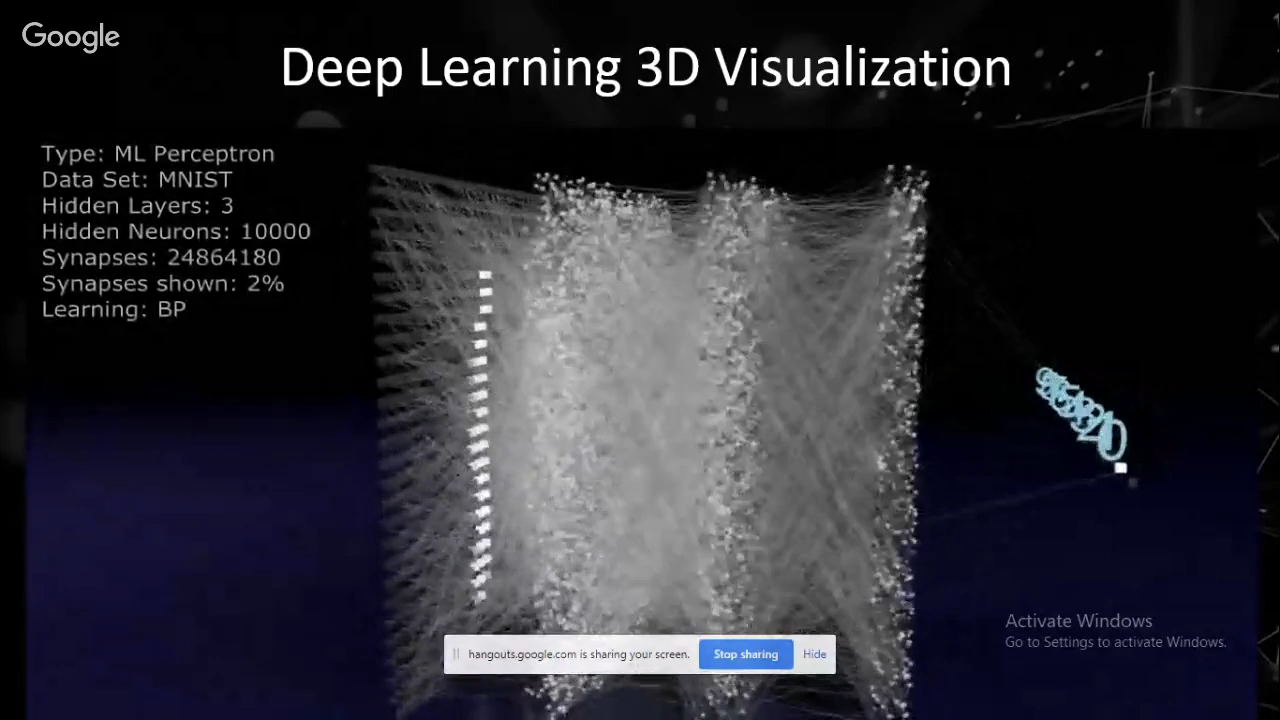 Google
Deep Learning 3D Visualization
Type: ML Perceptron
Data Set: MNIST
Hidden Layers: 3
Hidden Neurons: 10000
Synapses: 24864180
Synapses shown: 2%
Learning: BP
Activate Windows
Go to Settings to activate Windows.
hangouts.google.com is sharing your screen. Stop sharing Hide